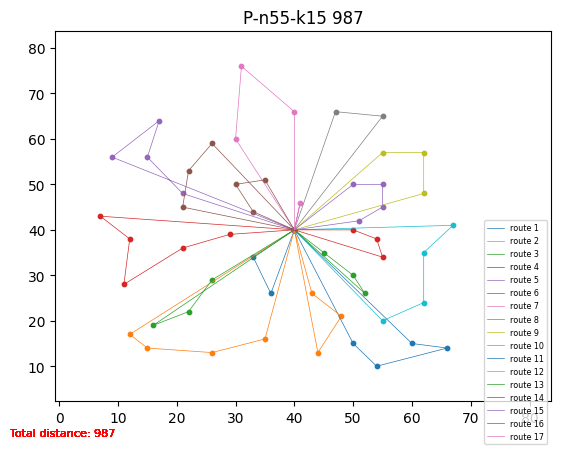 P-n55-k15 987
80
70
60
50
40
30
20
10
0 10 20 30 40 50 60 70 80
route 1
route 2
route 3
route 4
route 5
route 6
route 7
route 8
route 9
route 10
route 11
route 12
route 13
route 14
route 15
route 16
route 17
Total distance: 987